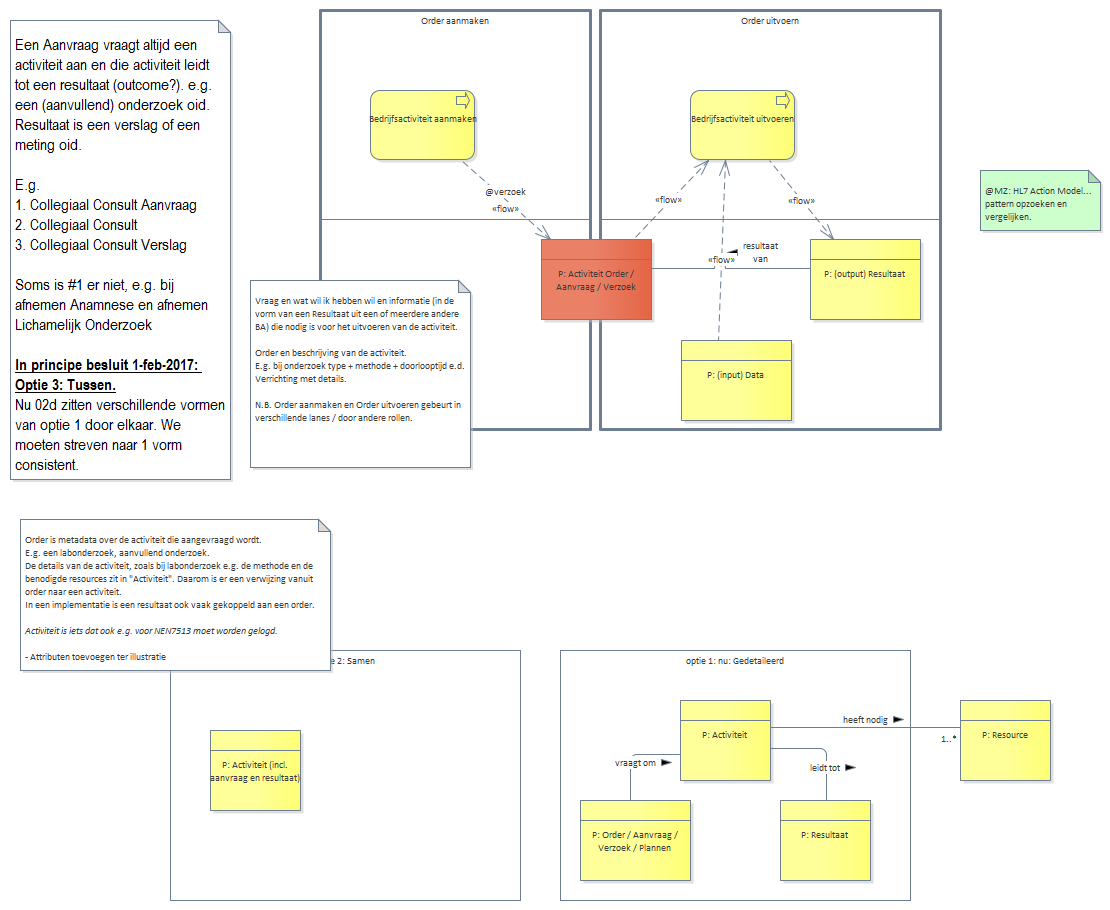 Een Aanvraag vraagt altijd een
activiteit aan en die activiteit leidt
tot een resultaat (outcome?). e.g.
een (aanvullend) onderzoek oid.
Resultaat is een verslag of een
meting oid.
E.g.
1. Collegiaal Consult Aanvraag
2. Collegiaal Consult
3. Collegiaal Consult Verslag
Soms is #1 er niet, e.g. bij
afnemen Anamnese en afnemen
Lichamelijk Onderzoek
In principe besluit 1-feb-2017:
Optie 3: Tussen.
Nu 02d zitten verschillende vormen
van optie 1 door elkaar. We
moeten streven naar 1 vorm
consistent.
Order aanmaken
Bedrijfsactiviteit aanmaken
@verzoek
«flow»
Order uitvoern
Bedrijfsactiviteit uitvoeren
«flow»
«flow»
«flow»
resultaat
van
P: Activiteit Order /
Aanvraag / Verzoek
P: (output) Resultaat
P: (input) Data
@MZ: HL7 Action Model...
pattern opzoeken en
vergelijken.
Vraag en wat wil ik hebben wil en informatie (in de
vorm van een Resultaat uit een of meerdere andere
BA) die nodig is voor het uitvoeren van de activiteit.
Order en beschrijving van de activiteit.
E.g. bij onderzoek type + methode + doorlooptijd e.d.
Verrichting met details.
N.B. Order aanmaken en Order uitvoeren gebeurt in
verschillende lanes / door andere rollen.
Order is metadata over de activiteit die aangevraagd wordt.
E.g. een labonderzoek, aanvullend onderzoek.
De details van de activiteit, zoals bij labonderzoek e.g. de methode en de
benodigde resources zit in "Activiteit". Daarom is er een verwijzing vanuit
order naar een activiteit.
In een implementatie is een resultaat ook vaak gekoppeld aan een order.
Activiteit is iets dat ook e.g. voor NEN7513 moet worden gelogd.
- Attributen toevoegen ter illustratie
e 2: Samen
P: Activiteit (incl.
aanvraag en resultaat)
optie 1: nu: Gedetaileerd
P: Activiteit
heeft nodig
1..*
P: Resource
vraagt om
leidt tot
P: Order / Aanvraag /
Verzoek / Plannen
P: Resultaat